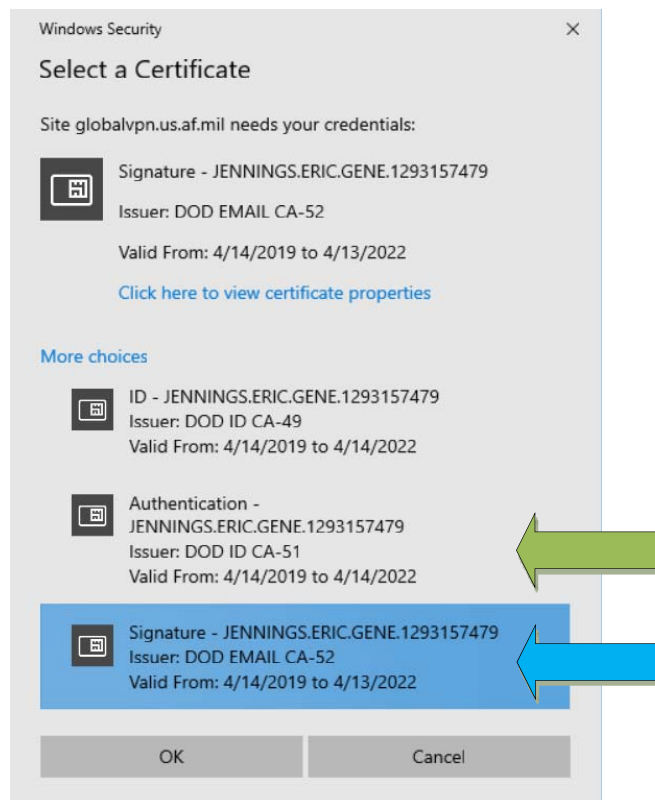 Windows Security
Select a Certificate
Site globalvpn.us.af.mil needs your credentials:
Signature - JENNINGS.ERIC.GENE.1293157479
Issuer: DOD EMAIL CA-52
Valid From: 4/14/2019 to 4/13/2022
Click here to view certificate properties
More choices
ID - JENNINGS.ERIC.GENE.1293157479
Issuer: DOD ID CA-49
Valid From: 4/14/2019 to 4/14/2022
Authentication -
JENNINGS.ERIC.GENE.1293157479
Issuer: DOD ID CA-51
Valid From: 4/14/2019 to 4/14/2022
Signature - JENNINGS.ERIC.GENE.1293157479
Issuer: DOD EMAIL CA-52
Valid From: 4/14/2019 to 4/13/2022
OK
Cancel